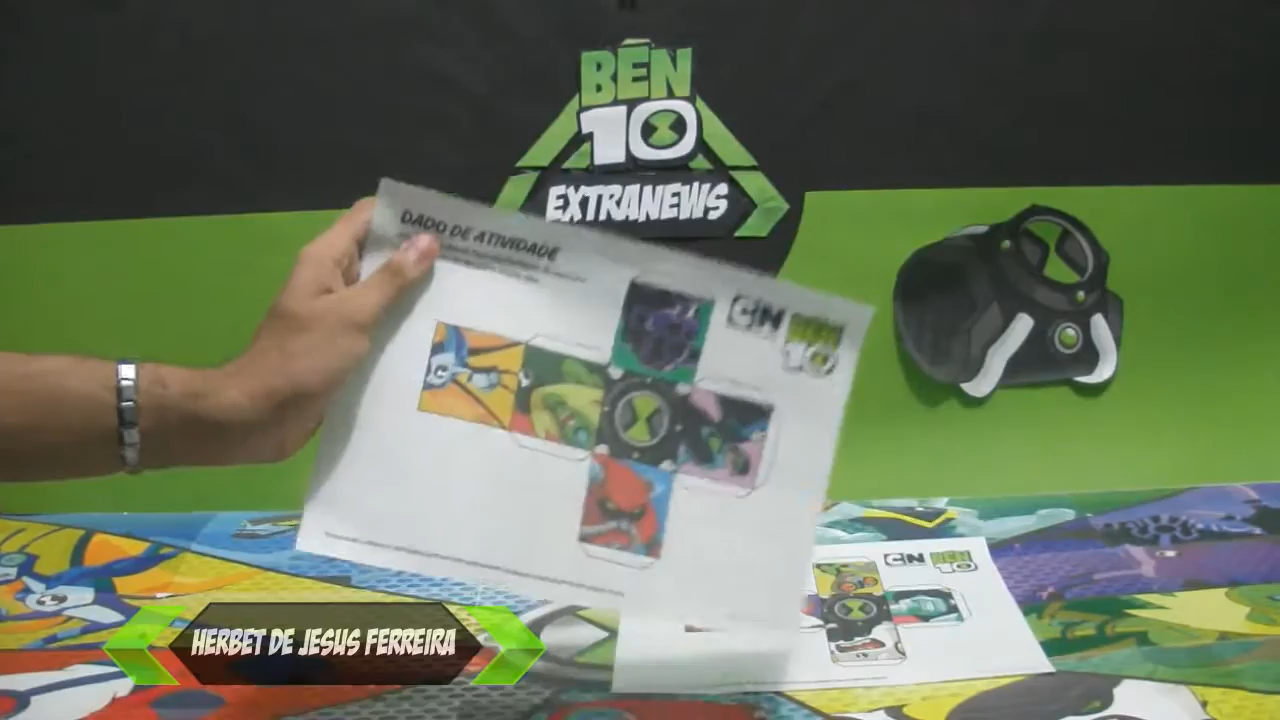 BEN
10
EXTRANEWS
DADO DE ATIVIDADE
CN BEN
10
CN BEN
10
HERBET DE JESUS FERREIRA